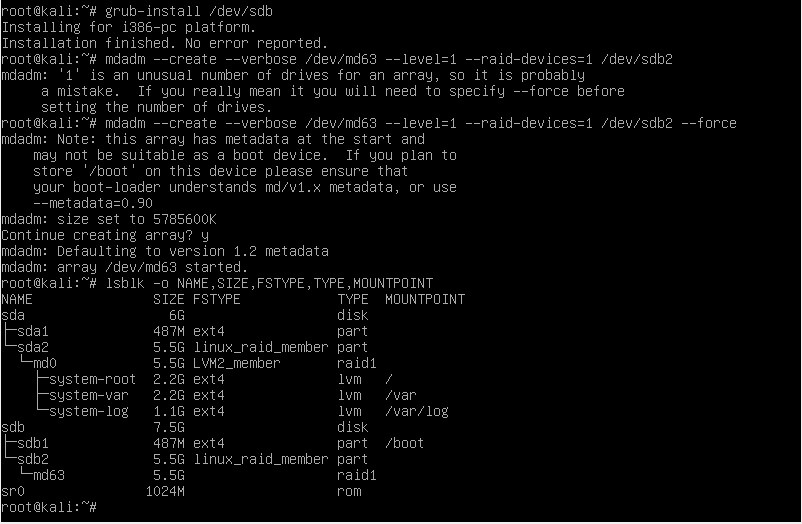 root@kali:~# grub-install /dev/sdb
Installing for i386-pc platform.
Installation finished. No error reported.
root@kali:~# mdadm --create --verbose /dev/md63 --level=1 --raid-devices=1 /dev/sdb2
mdadm: '1' is an unusual number of drives for an array, so it is probably
     a mistake.  If you really mean it you will need to specify --force before
     setting the number of drives.
root@kali:~# mdadm --create --verbose /dev/md63 --level=1 --raid-devices=1 /dev/sdb2 --force
mdadm: Note: this array has metadata at the start and
    may not be suitable as a boot device.  If you plan to
    store '/boot' on this device please ensure that
    your boot-loader understands md/v1.x metadata, or use
    --metadata=0.90
mdadm: size set to 5785600K
Continue creating array? y
mdadm: Defaulting to version 1.2 metadata
mdadm: array /dev/md63 started.
root@kali:~# lsblk -o NAME,SIZE,FSTYPE,TYPE,MOUNTPOINT
NAME               SIZE FSTYPE            TYPE  MOUNTPOINT
sda                  6G                   disk
├─sda1             487M ext4              part
└─sda2             5.5G linux_raid_member part
  └─md0            5.5G LVM2_member       raid1
    ├─system-root  2.2G ext4              lvm   /
    ├─system-var   2.2G ext4              lvm   /var
    └─system-log   1.1G ext4              lvm   /var/log
sdb                7.5G                   disk
├─sdb1             487M ext4              part  /boot
└─sdb2             5.5G linux_raid_member part
  └─md63           5.5G                   raid1
sr0               1024M                   rom
root@kali:~#